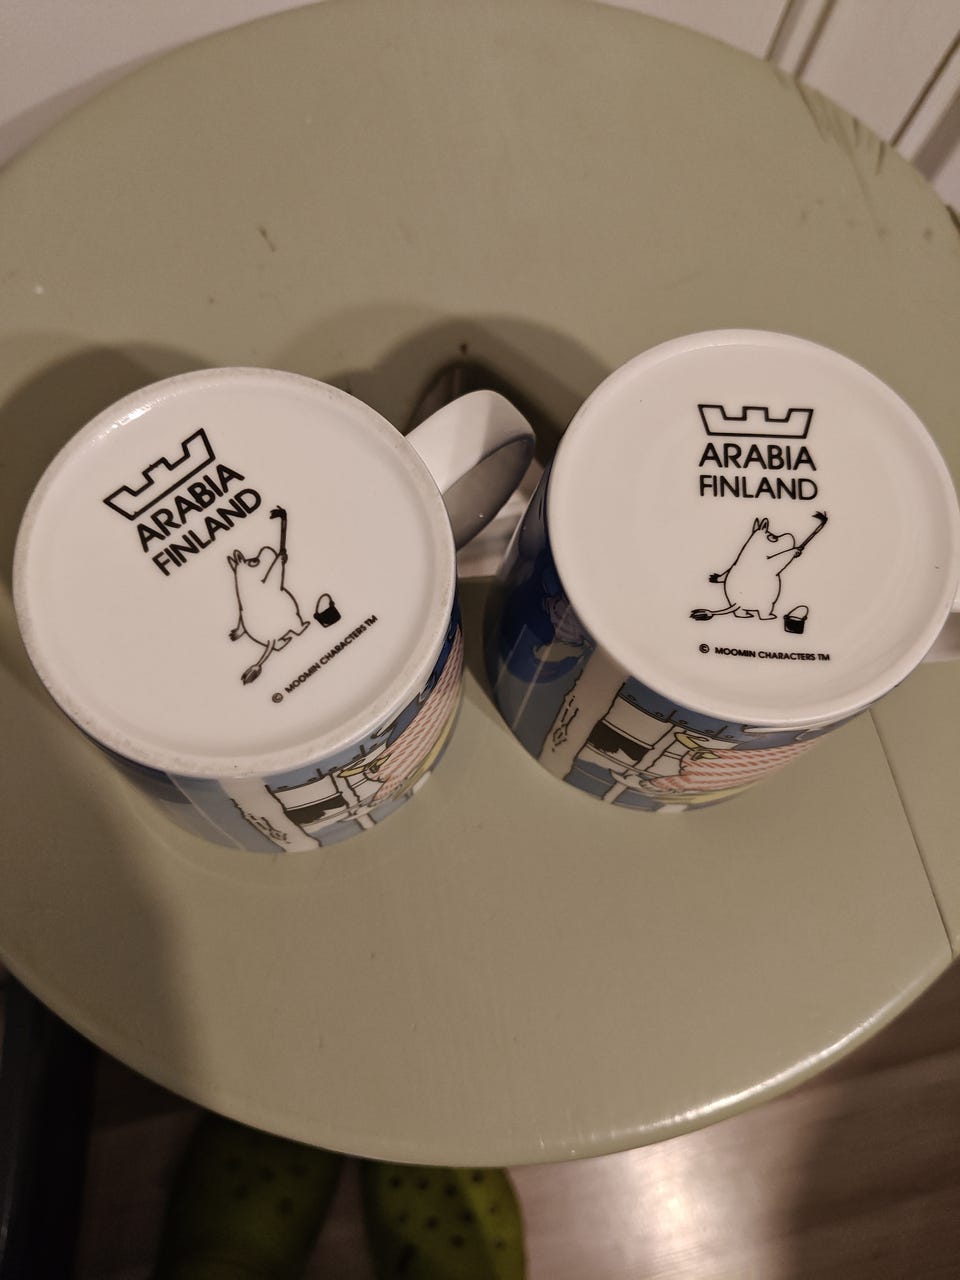 ARABIA
FINLAND
© MOOMIN CHARACTERS TM
ARABIA
FINLAND
© MOOMIN CHARACTERS TM